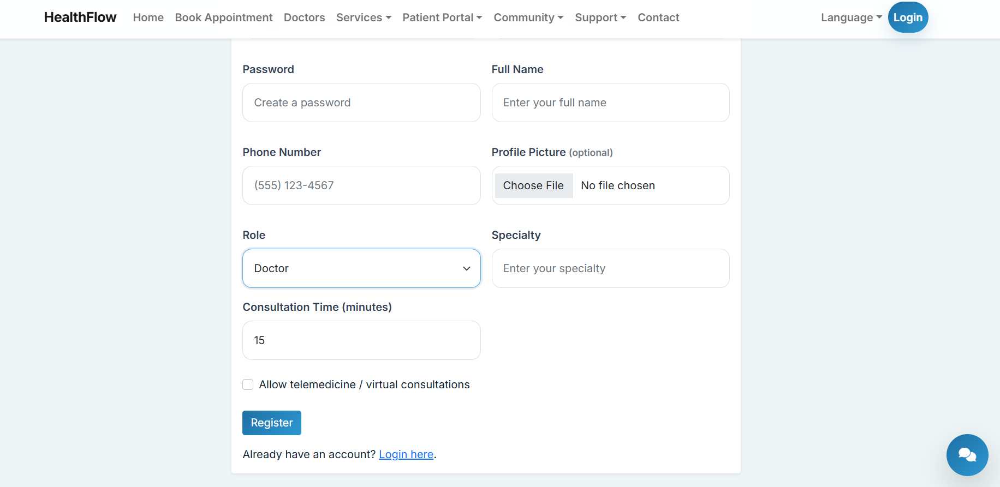 HealthFlow Home Book Appointment Doctors Services Patient Portal Community Support Contact Language Login
Password
Create a password
Full Name
Enter your full name
Phone Number
(555) 123-4567
Profile Picture (optional)
Choose File No file chosen
Role
Doctor
Specialty
Enter your specialty
Consultation Time (minutes)
15
Allow telemedicine / virtual consultations
Register
Already have an account? Login here.